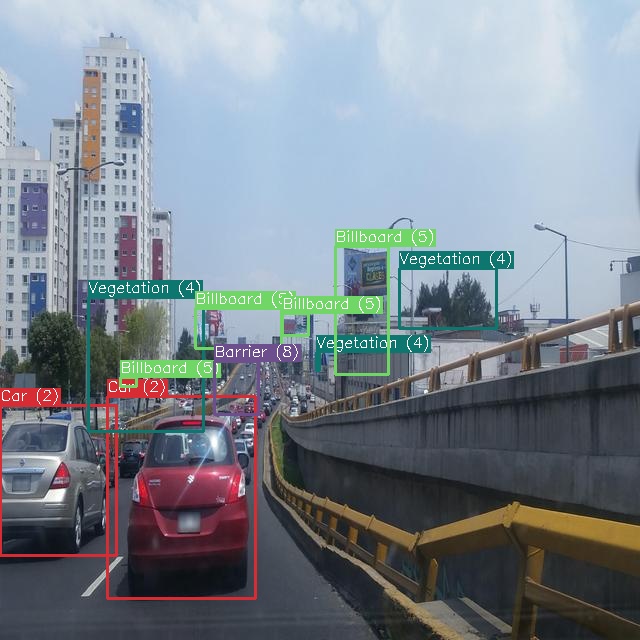 Billboard (5)
Vegetation (4)
Vegetation (4)
Billboard (5)
Billboard (5)
Vegetation (4)
Barrier (8)
Billboard (5)
Car (2)
Car (2)
SWIFT